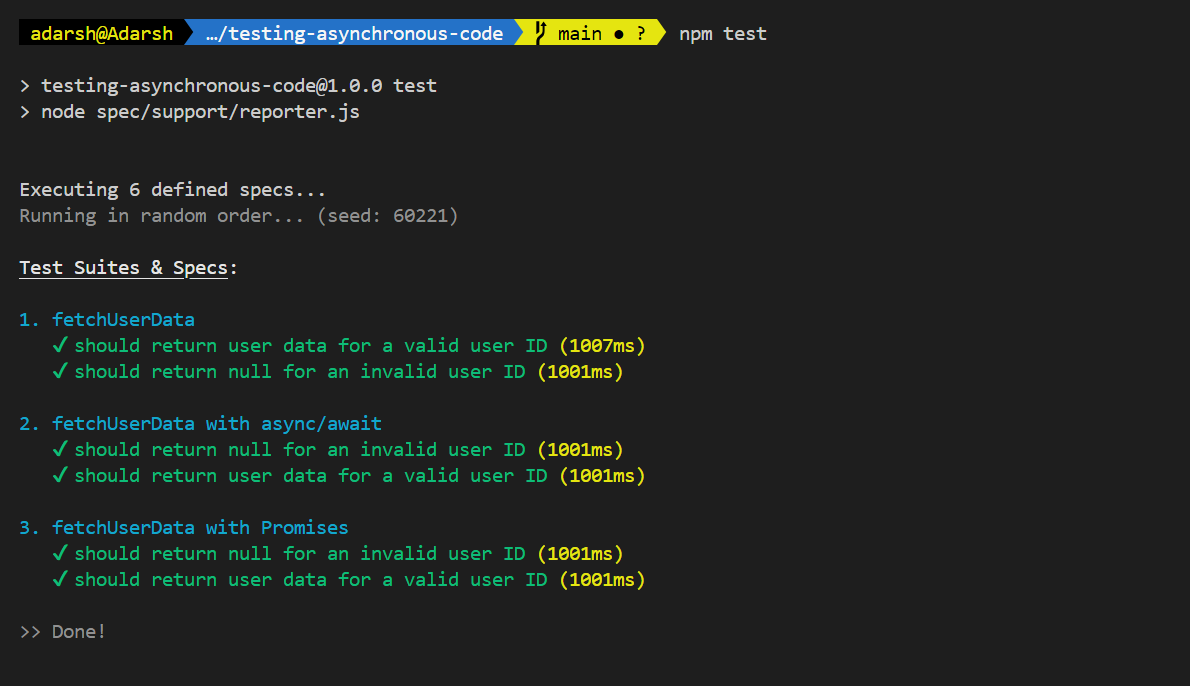 adarsh@Adarsh …/testing-asynchronous-code main ● ? npm test
> testing-asynchronous-code@1.0.0 test
> node spec/support/reporter.js
Executing 6 defined specs...
Running in random order... (seed: 60221)
Test Suites & Specs:
1. fetchUserData
✓ should return user data for a valid user ID (1007ms)
✓ should return null for an invalid user ID (1001ms)
2. fetchUserData with async/await
✓ should return null for an invalid user ID (1001ms)
✓ should return user data for a valid user ID (1001ms)
3. fetchUserData with Promises
✓ should return null for an invalid user ID (1001ms)
✓ should return user data for a valid user ID (1001ms)
>> Done!